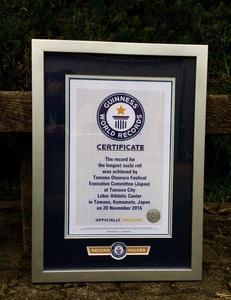 GUINNESS
WORLD RECORDS
CERTIFICATE
The record for
the longest sushi roll
was achieved by
Tamana Otawara Festival
Executive Committee (Japan)
at Tamana City
Labor Athletic Center
in Tamana, Kumamoto, Japan
on 20 November 2016
OFFICIALLY AMAZING
RECORD HOLDER